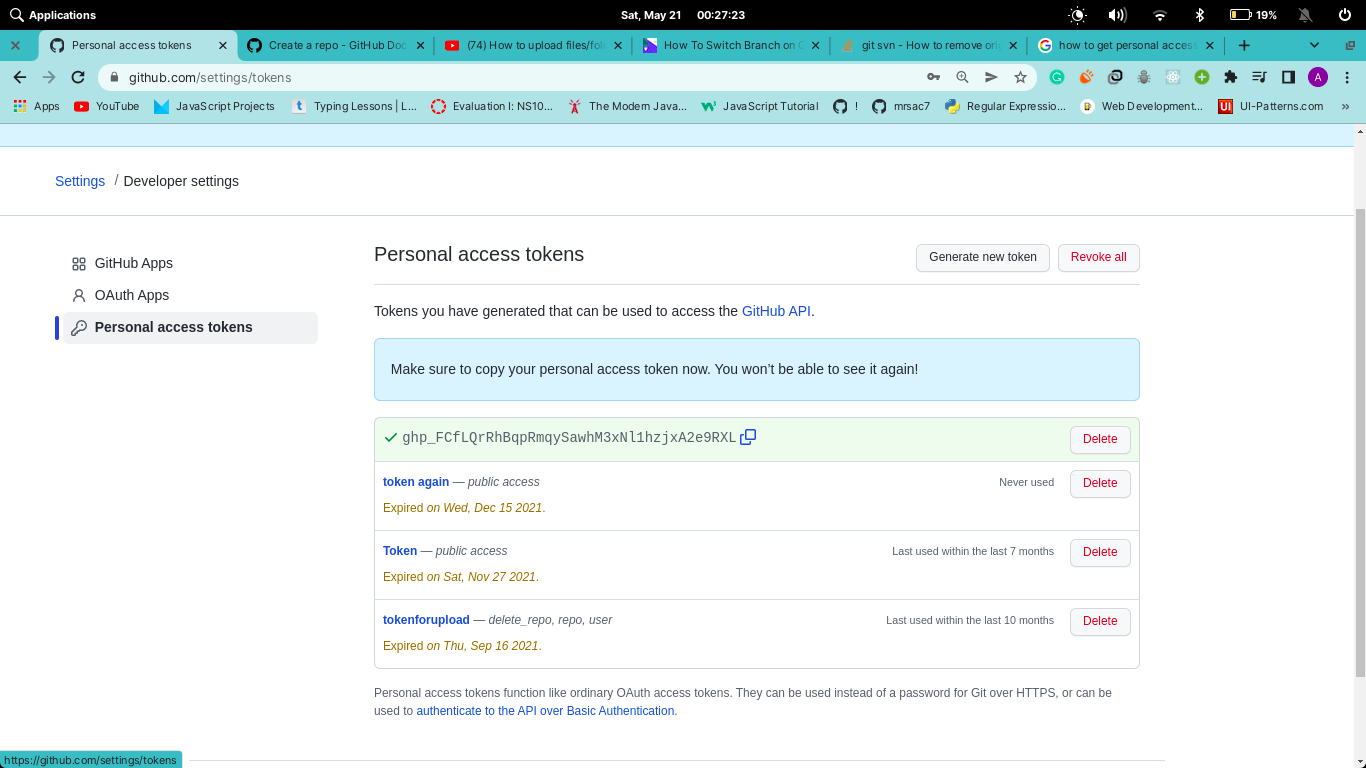 Applications
Sat, May 21 00:27:23
19%
Personal access tokens
Create a repo - GitHub Doc
(74) How to upload files/fol
How To Switch Branch on G
git svn - How to remove orig
how to get personal access
github.com/settings/tokens
A
Apps
YouTube
JavaScript Projects
Typing Lessons | L...
Evaluation I: NS10...
The Modern Java...
JavaScript Tutorial
!
mrsac7
Regular Expressio...
Web Development...
UI-Patterns.com
»
Settings / Developer settings
GitHub Apps
OAuth Apps
Personal access tokens
Personal access tokens
Generate new token
Revoke all
Tokens you have generated that can be used to access the GitHub API.
Make sure to copy your personal access token now. You won’t be able to see it again!
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
Delete
token again — public access
Never used
Delete
Expired on Wed, Dec 15 2021.
Token — public access
Last used within the last 7 months
Delete
Expired on Sat, Nov 27 2021.
tokenforupload — delete_repo, repo, user
Last used within the last 10 months
Delete
Expired on Thu, Sep 16 2021.
Personal access tokens function like ordinary OAuth access tokens. They can be used instead of a password for Git over HTTPS, or can be
used to authenticate to the API over Basic Authentication.
https://github.com/settings/tokens